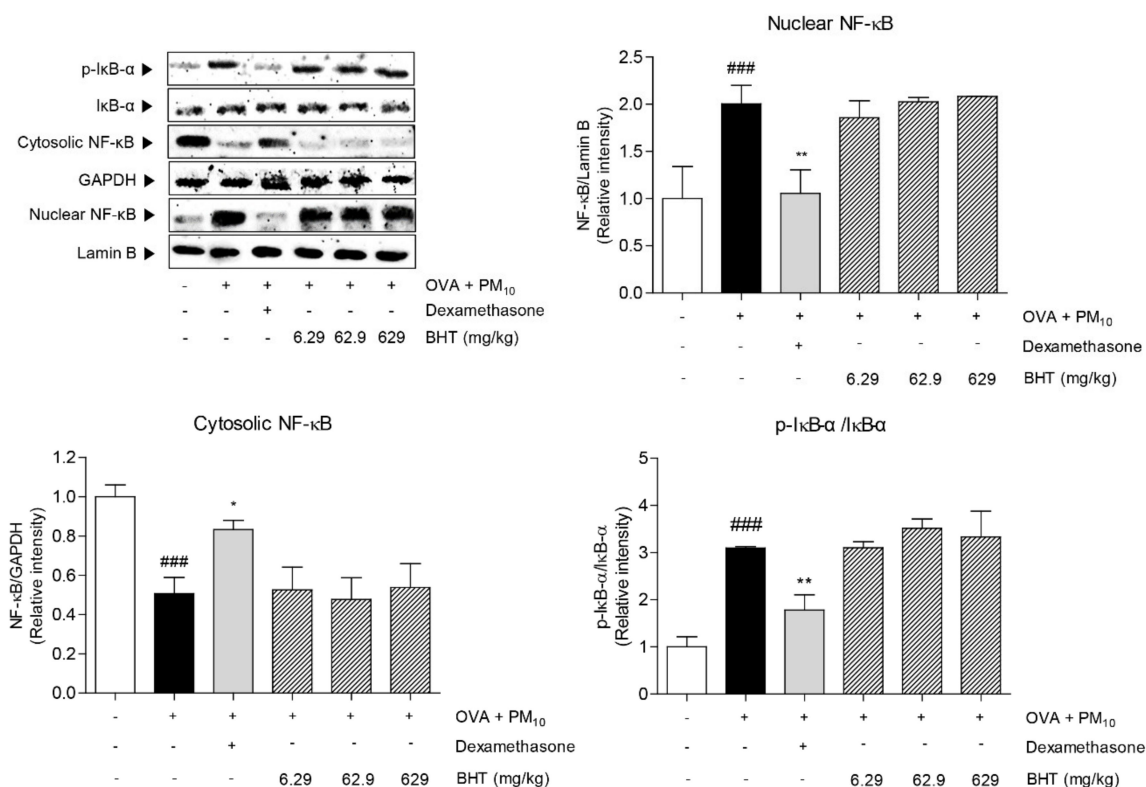 p-IκB-α ►
IκB-α ►
Cytosolic NF-κB ►
GAPDH ►
Nuclear NF-κB ►
Lamin B ►
- + + + + + OVA + PM₁₀
- - + - - - Dexamethasone
- - - 6.29 62.9 629 BHT (mg/kg)
Nuclear NF-κB
NF-κB/Lamin B
(Relative intensity)
2.5
2.0
1.5
1.0
0.5
0.0
###
**
- + + + + + OVA + PM₁₀
- - + - - - Dexamethasone
- - - 6.29 62.9 629 BHT (mg/kg)
Cytosolic NF-κB
NF-κB/GAPDH
(Relative intensity)
1.2
1.0
0.8
0.6
0.4
0.2
0.0
###
*
- + + + + + OVA + PM₁₀
- - + - - - Dexamethasone
- - - 6.29 62.9 629 BHT (mg/kg)
p-IκB-α /IκB-α
p-IκB-α/IκB-α
(Relative intensity)
5
4
3
2
1
0
###
**
- + + + + + OVA + PM₁₀
- - + - - - Dexamethasone
- - - 6.29 62.9 629 BHT (mg/kg)